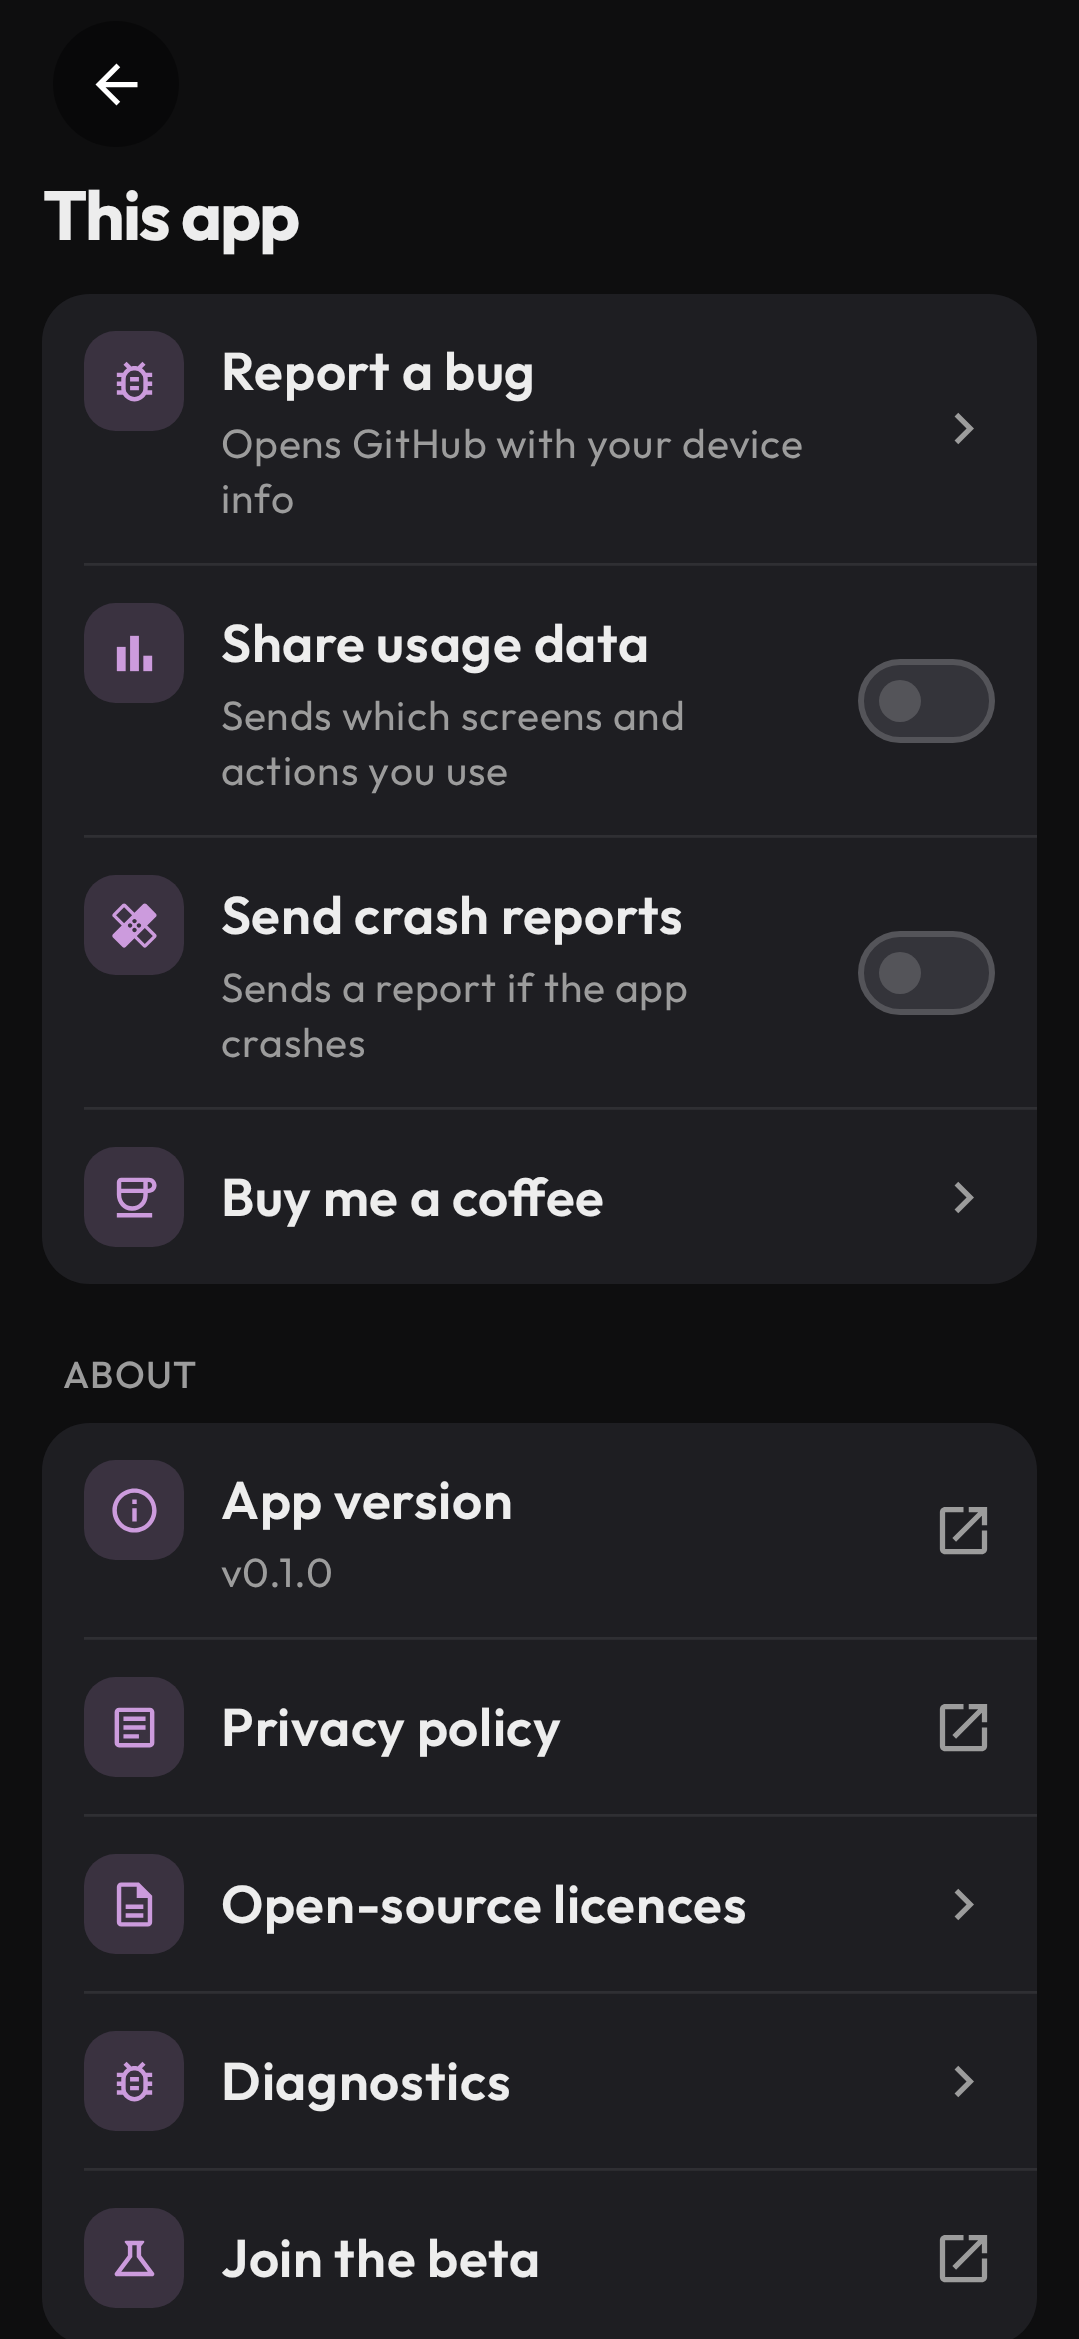 This app
Report a bug
Opens GitHub with your device
info
Share usage data
Sends which screens and
actions you use
Send crash reports
Sends a report if the app
crashes
Buy me a coffee
ABOUT
App version
v0.1.0
Privacy policy
Open-source licences
Diagnostics
Join the beta